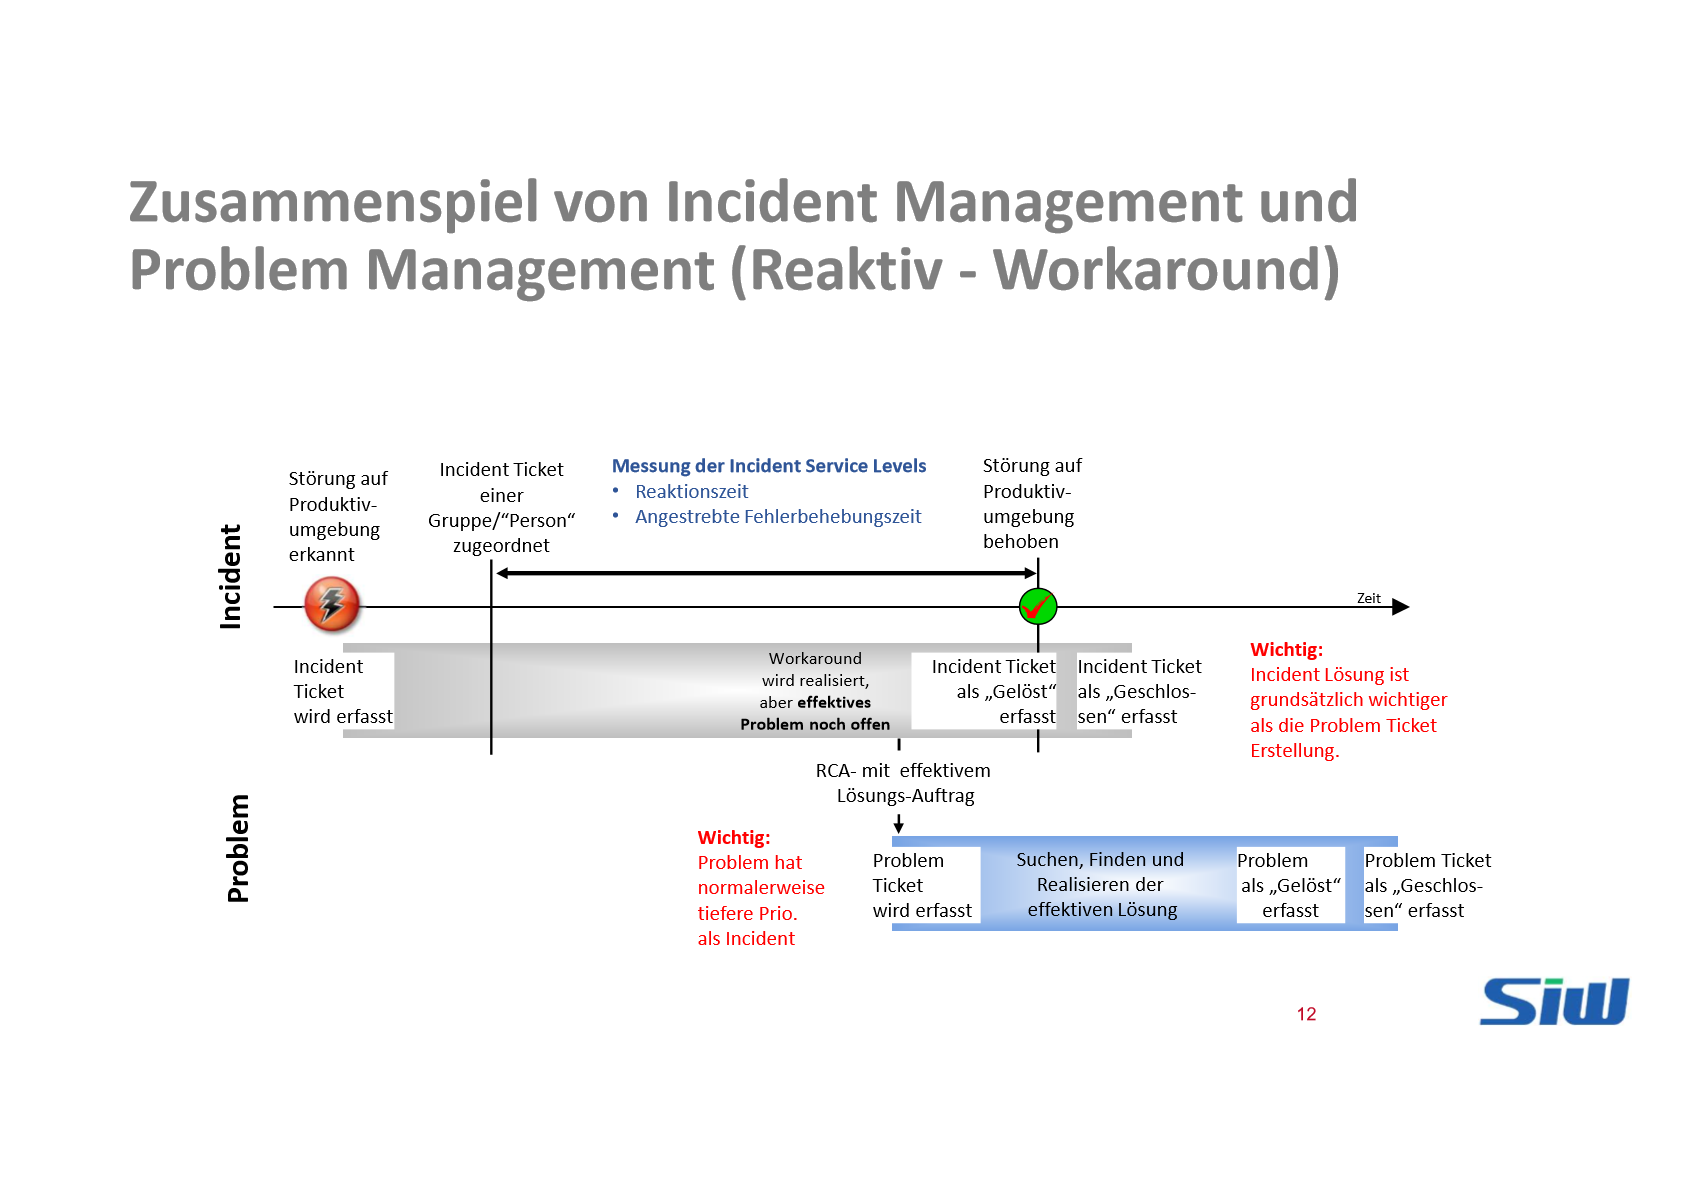 Zusammenspiel von Incident Management und
Problem Management (Reaktiv - Workaround)
Incident
Störung auf
Produktiv-
umgebung
erkannt
Incident Ticket
einer
Gruppe/“Person“
zugeordnet
Messung der Incident Service Levels
• Reaktionszeit
• Angestrebte Fehlerbehebungszeit
Störung auf
Produktiv-
umgebung
behoben
Zeit
Incident
Ticket
wird erfasst
Workaround
wird realisiert,
aber effektives
Problem noch offen
Incident Ticket
als „Gelöst“
erfasst
Incident Ticket
als „Geschlos-
sen“ erfasst
Wichtig:
Incident Lösung ist
grundsätzlich wichtiger
als die Problem Ticket
Erstellung.
RCA- mit effektivem
Lösungs-Auftrag
Problem
Wichtig:
Problem hat
normalerweise
tiefere Prio.
als Incident
Problem
Ticket
wird erfasst
Suchen, Finden und
Realisieren der
effektiven Lösung
Problem
als „Gelöst“
erfasst
Problem Ticket
als „Geschlos-
sen“ erfasst
12
Siw